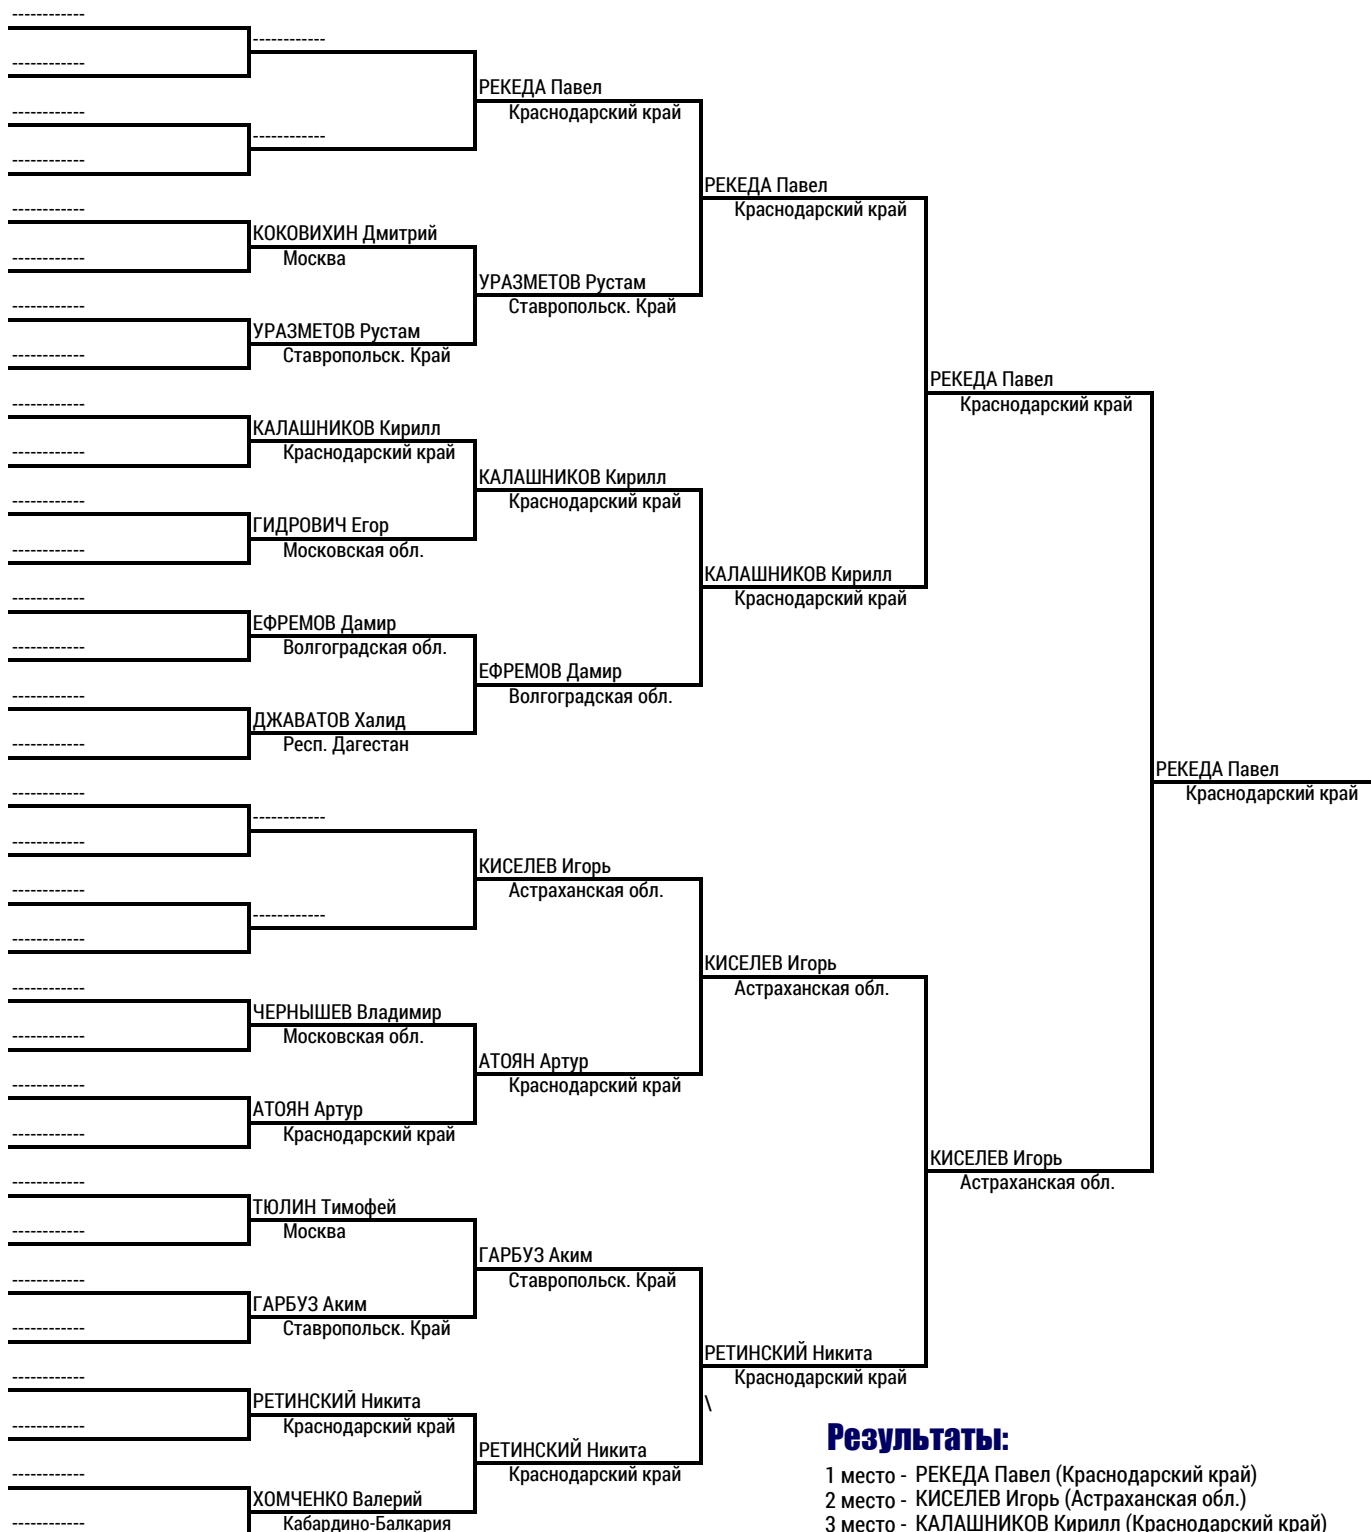 ------------
------------
------------
РЕКЕДА Павел
------------
Краснодарский край
------------
------------
РЕКЕДА Павел
------------
Краснодарский край
КОКОВИХИН Дмитрий
------------
Москва
УРАЗМЕТОВ Рустам
------------
Ставропольск. Край
УРАЗМЕТОВ Рустам
------------
Ставропольск. Край
РЕКЕДА Павел
------------
Краснодарский край
КАЛАШНИКОВ Кирилл
------------
Краснодарский край
КАЛАШНИКОВ Кирилл
------------
Краснодарский край
ГИДРОВИЧ Егор
------------
Московская обл.
КАЛАШНИКОВ Кирилл
------------
Краснодарский край
ЕФРЕМОВ Дамир
------------
Волгоградская обл.
ЕФРЕМОВ Дамир
------------
Волгоградская обл.
ДЖАВАТОВ Халид
------------
Респ. Дагестан
РЕКЕДА Павел
------------
Краснодарский край
------------
------------
КИСЕЛЕВ Игорь
------------
Астраханская обл.
------------
------------
КИСЕЛЕВ Игорь
------------
Астраханская обл.
ЧЕРНЫШЕВ Владимир
------------
Московская обл.
АТОЯН Артур
------------
Краснодарский край
АТОЯН Артур
------------
Краснодарский край
КИСЕЛЕВ Игорь
------------
Астраханская обл.
ТЮЛИН Тимофей
------------
Москва
ГАРБУЗ Аким
------------
Ставропольск. Край
ГАРБУЗ Аким
------------
Ставропольск. Край
РЕТИНСКИЙ Никита
------------
Краснодарский край
РЕТИНСКИЙ Никита
\
------------
Краснодарский край
Результаты:
РЕТИНСКИЙ Никита
------------
Краснодарский край
1 место - РЕКЕДА Павел (Краснодарский край)
ХОМЧЕНКО Валерий
2 место - КИСЕЛЕВ Игорь (Астраханская обл.)
------------
Кабардино-Балкария
3 место - КАЛАШНИКОВ Кирилл (Краснодарский край)